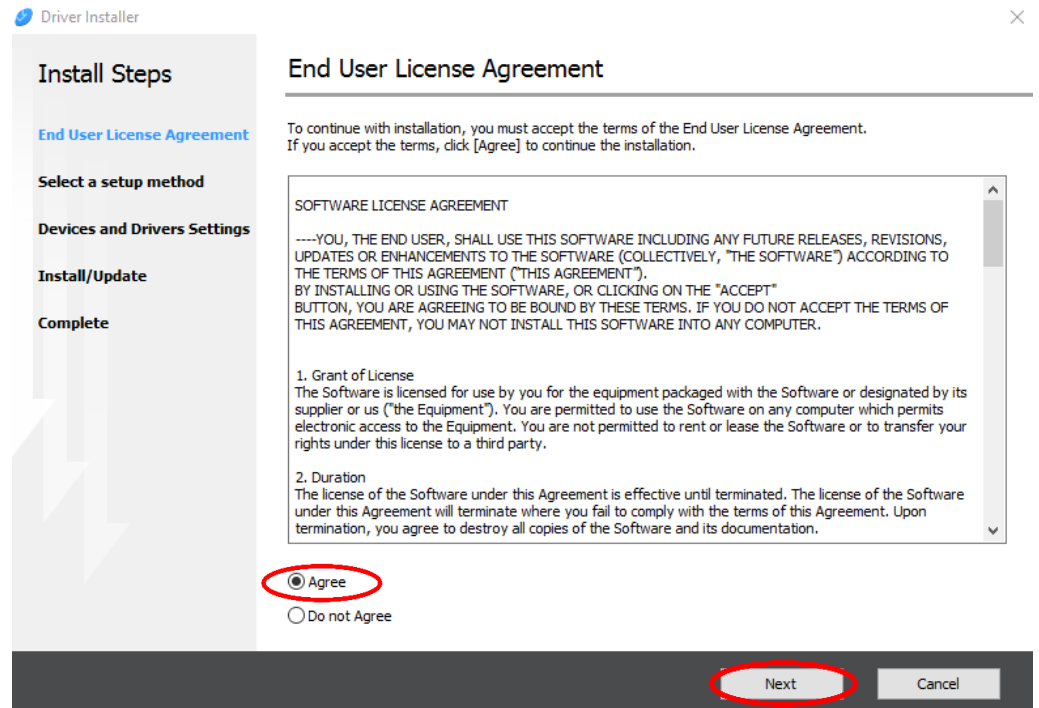 Driver Installer
Install Steps
End User License Agreement
Select a setup method
Devices and Drivers Settings
Install/Update
Complete
End User License Agreement
To continue with installation, you must accept the terms of the End User License Agreement.
If you accept the terms, click [Agree] to continue the installation.
SOFTWARE LICENSE AGREEMENT
----YOU, THE END USER, SHALL USE THIS SOFTWARE INCLUDING ANY FUTURE RELEASES, REVISIONS,
UPDATES OR ENHANCEMENTS TO THE SOFTWARE (COLLECTIVELY, "THE SOFTWARE") ACCORDING TO
THE TERMS OF THIS AGREEMENT ("THIS AGREEMENT").
BY INSTALLING OR USING THE SOFTWARE, OR CLICKING ON THE "ACCEPT"
BUTTON, YOU ARE AGREEING TO BE BOUND BY THESE TERMS. IF YOU DO NOT ACCEPT THE TERMS OF
THIS AGREEMENT, YOU MAY NOT INSTALL THIS SOFTWARE INTO ANY COMPUTER.
1. Grant of License
The Software is licensed for use by you for the equipment packaged with the Software or designated by its
supplier or us ("the Equipment"). You are permitted to use the Software on any computer which permits
electronic access to the Equipment. You are not permitted to rent or lease the Software or to transfer your
rights under this license to a third party.
2. Duration
The license of the Software under this Agreement is effective until terminated. The license of the Software
under this Agreement will terminate where you fail to comply with the terms of this Agreement. Upon
termination, you agree to destroy all copies of the Software and its documentation.
Agree
Do not Agree
Next
Cancel